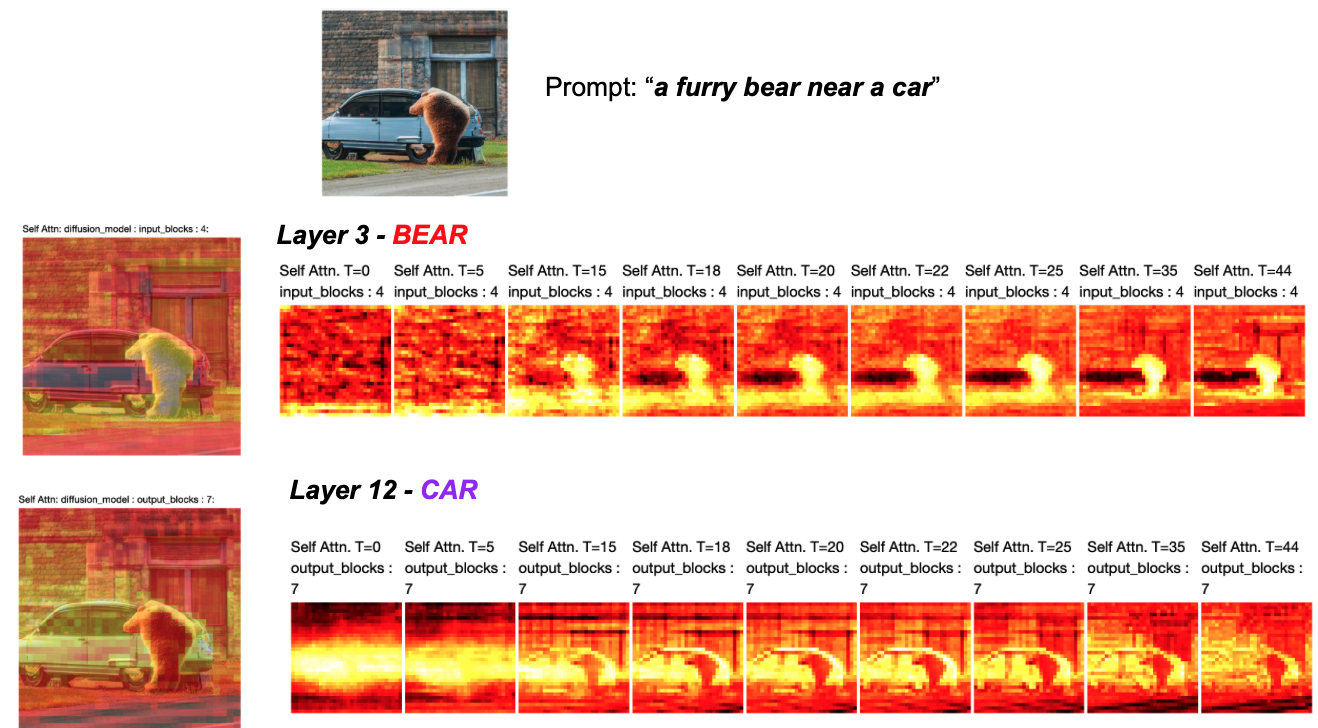 Prompt: “a furry bear near a car”
Self Attn: diffusion_model : input_blocks : 4:
Layer 3 - BEAR
Self Attn. T=0 Self Attn. T=5 Self Attn. T=15 Self Attn. T=18 Self Attn. T=20 Self Attn. T=22 Self Attn. T=25 Self Attn. T=35 Self Attn. T=44
input_blocks : 4 input_blocks : 4 input_blocks : 4 input_blocks : 4 input_blocks : 4 input_blocks : 4 input_blocks : 4 input_blocks : 4 input_blocks : 4
Layer 12 - CAR
Self Attn: diffusion_model : output_blocks : 7:
Self Attn. T=0 Self Attn. T=5 Self Attn. T=15 Self Attn. T=18 Self Attn. T=20 Self Attn. T=22 Self Attn. T=25 Self Attn. T=35 Self Attn. T=44
output_blocks : output_blocks : output_blocks : output_blocks : output_blocks : output_blocks : output_blocks : output_blocks : output_blocks :
7 7 7 7 7 7 7 7 7